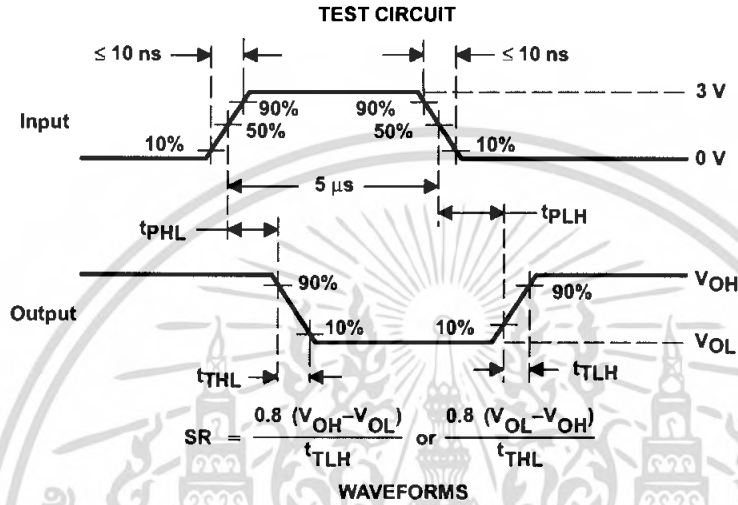 TEST CIRCUIT
≤ 10 ns
≤ 10 ns
3 V
90%
90%
Input
50%
50%
10%
10%
0 V
5 μs
tPHL
tPLH
VOH
90%
90%
Output
10%
10%
VOL
tTHL
tTLH
SR = 0.8 (VOH–VOL) / tTLH or 0.8 (VOL–VOH) / tTHL
WAVEFORMS